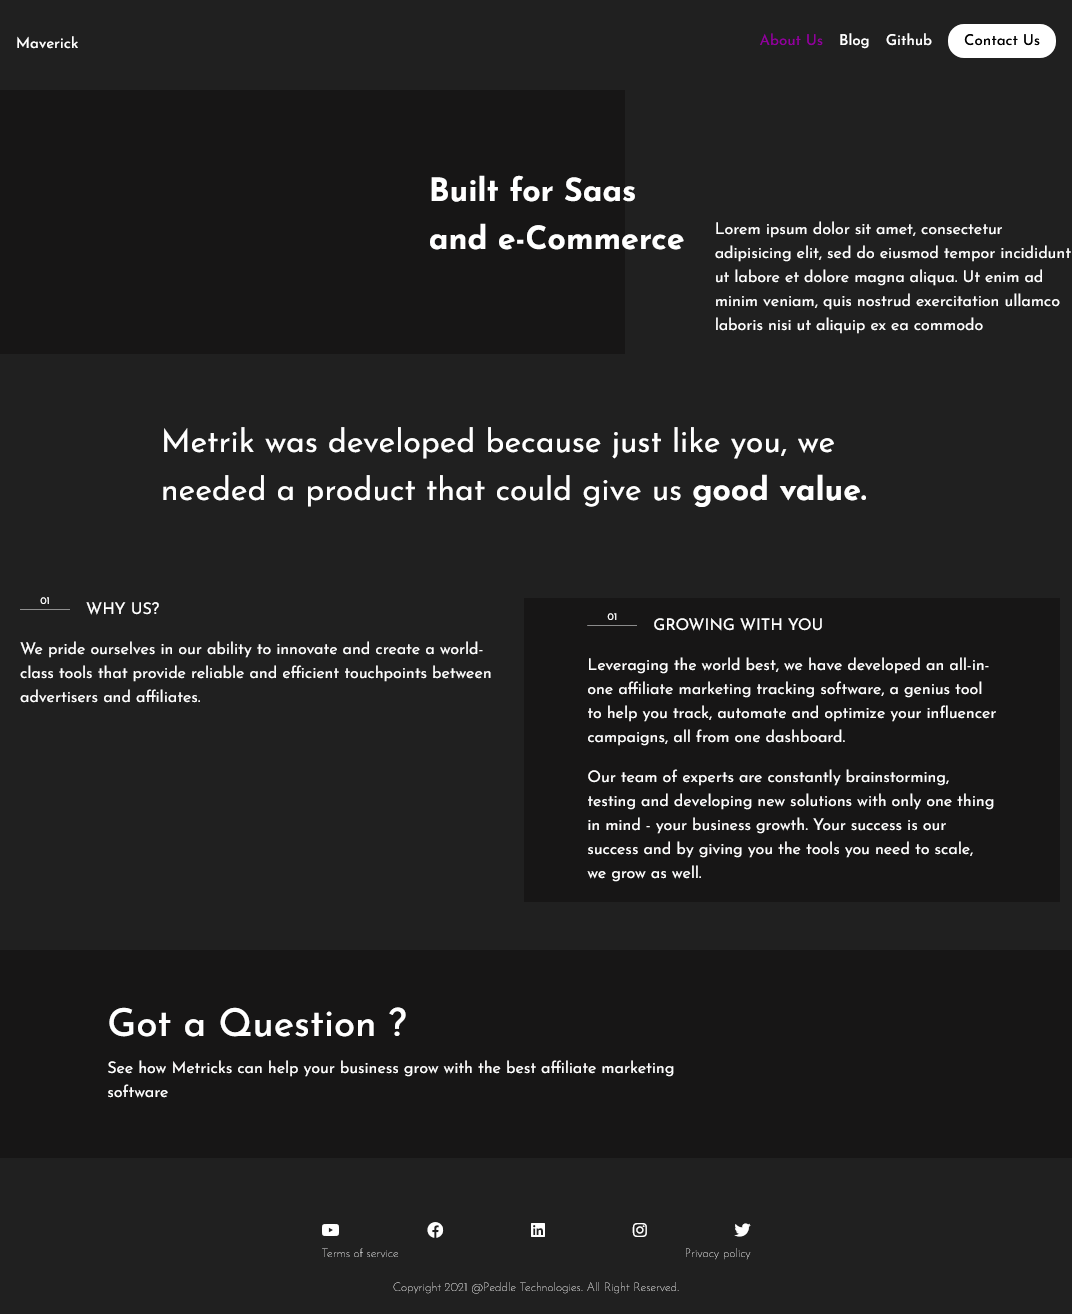 Maverick
About Us
Blog
Github
Contact Us
Built for Saas
and e-Commerce
Lorem ipsum dolor sit amet, consectetur
adipisicing elit, sed do eiusmod tempor incididunt
ut labore et dolore magna aliqua. Ut enim ad
minim veniam, quis nostrud exercitation ullamco
laboris nisi ut aliquip ex ea commodo
Metrik was developed because just like you, we
needed a product that could give us good value.
01
WHY US?
We pride ourselves in our ability to innovate and create a world-
class tools that provide reliable and efficient touchpoints between
advertisers and affiliates.
01
GROWING WITH YOU
Leveraging the world best, we have developed an all-in-
one affiliate marketing tracking software, a genius tool
to help you track, automate and optimize your influencer
campaigns, all from one dashboard.
Our team of experts are constantly brainstorming,
testing and developing new solutions with only one thing
in mind - your business growth. Your success is our
success and by giving you the tools you need to scale,
we grow as well.
Got a Question ?
See how Metricks can help your business grow with the best affiliate marketing
software
Terms of service
Privacy policy
Copyright 2021 @Peddle Technologies. All Right Reserved.